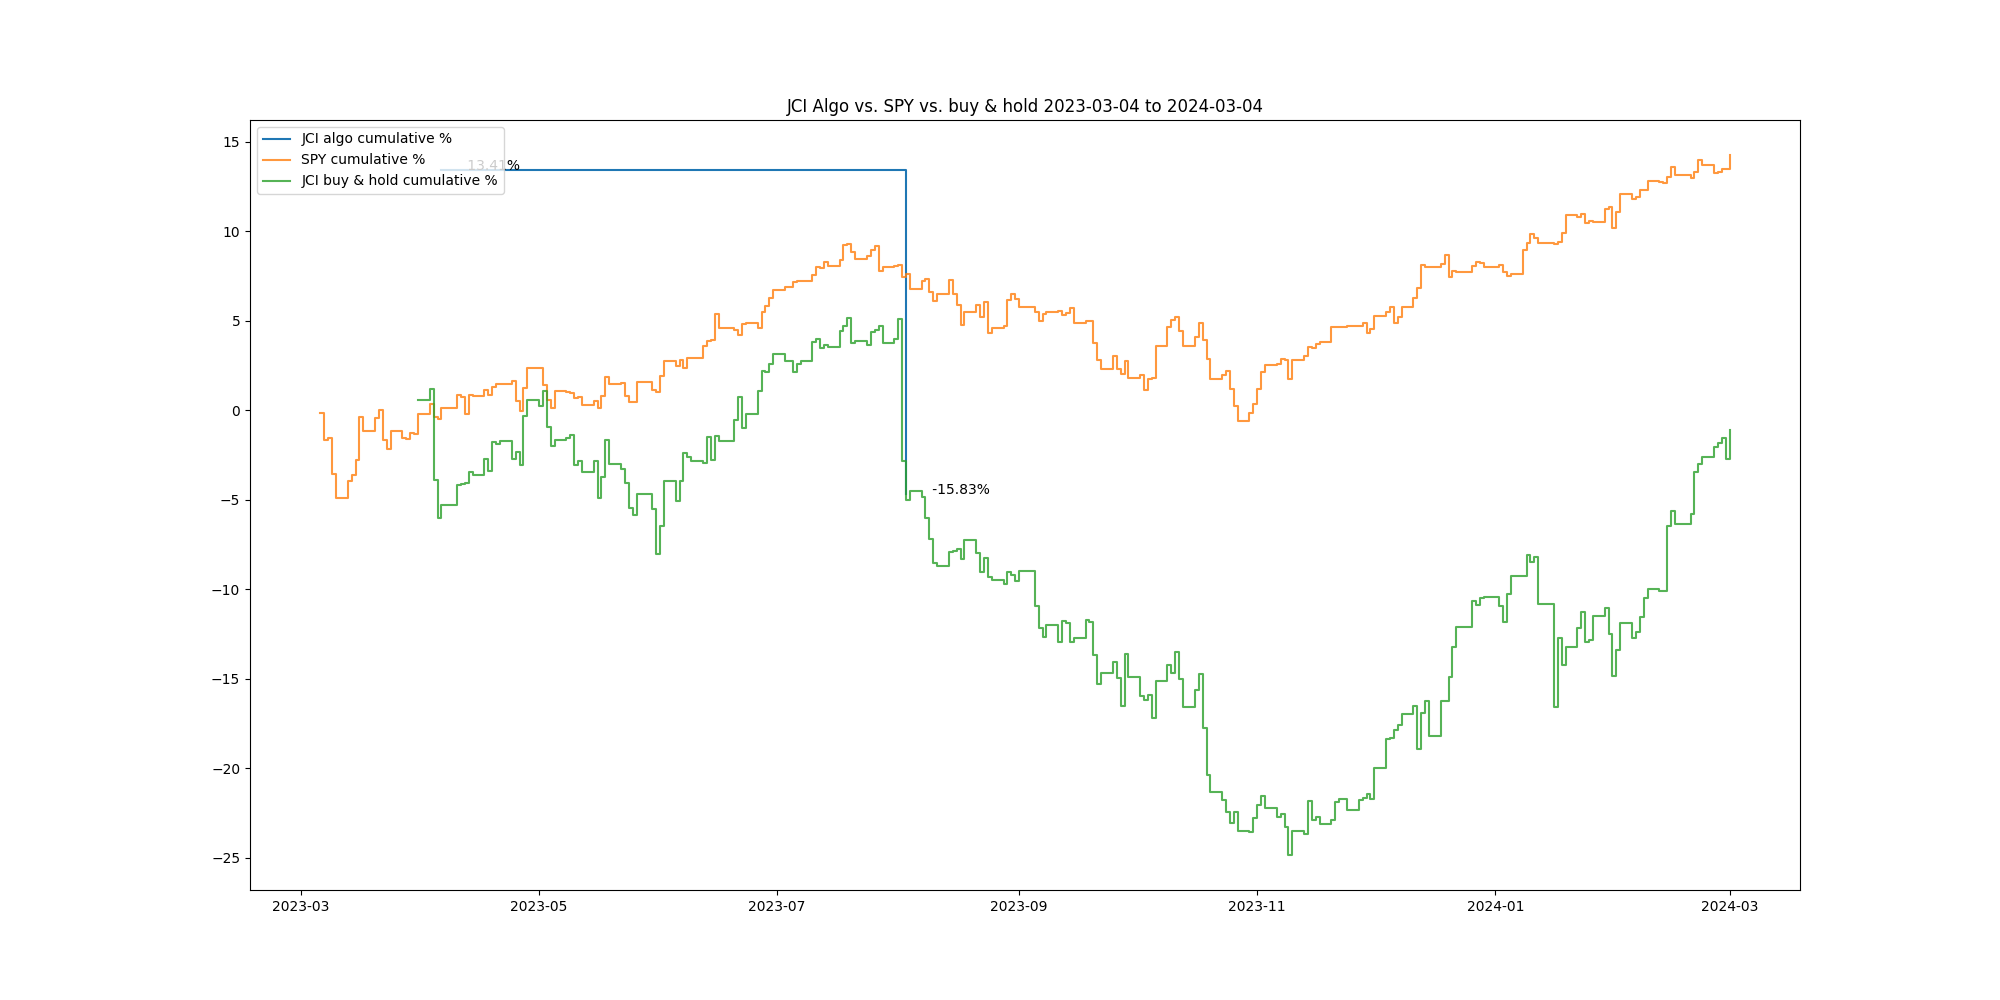 JCI Algo vs. SPY vs. buy & hold 2023-03-04 to 2024-03-04
JCI algo cumulative %
SPY cumulative %
13.41%
JCI buy & hold cumulative %
-15.83%
15
10
5
0
−5
−10
−15
−20
−25
2023-03 2023-05 2023-07 2023-09 2023-11 2024-01 2024-03